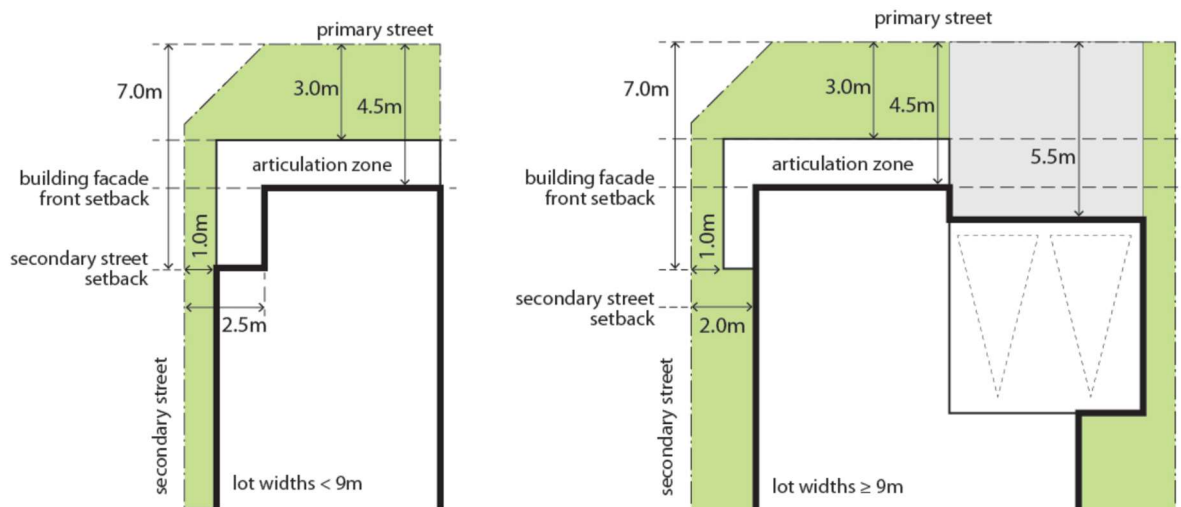 primary street
7.0m
3.0m
4.5m
articulation zone
building facade
front setback
1.0m
secondary street
setback
2.5m
secondary street
lot widths < 9m
primary street
7.0m
3.0m
4.5m
5.5m
articulation zone
building facade
front setback
1.0m
secondary street
setback
2.0m
secondary street
lot widths ≥ 9m